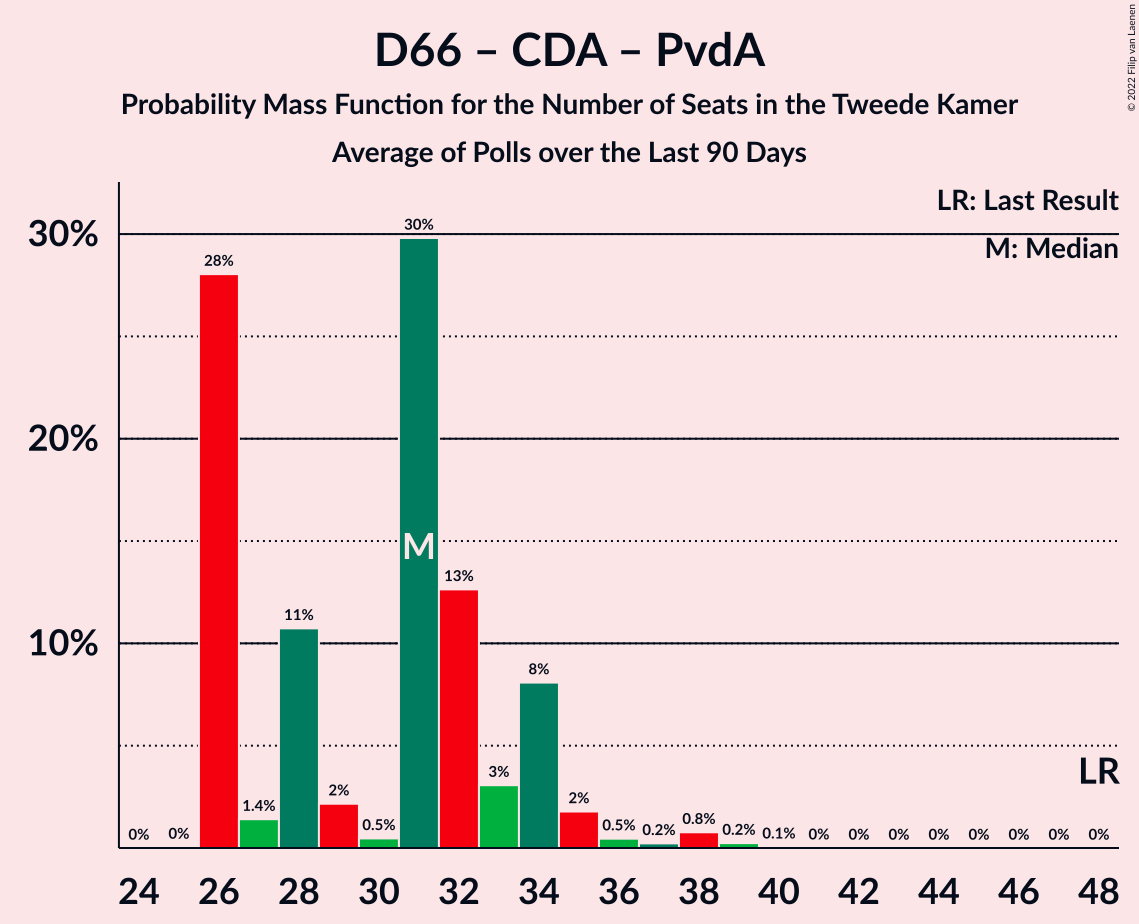 D66 – CDA – PvdA
Probability Mass Function for the Number of Seats in the Tweede Kamer
Average of Polls over the Last 90 Days
© 2022 Filip van Laenen
LR: Last Result
M: Median
30%
20%
10%
0% 0% 28% 1.4% 11% 2% 0.5% 30% 13% 3% 8% 2% 0.5% 0.2% 0.8% 0.2% 0.1% 0% 0% 0% 0% 0% 0% 0% 0%
M
LR
24 26 28 30 32 34 36 38 40 42 44 46 48